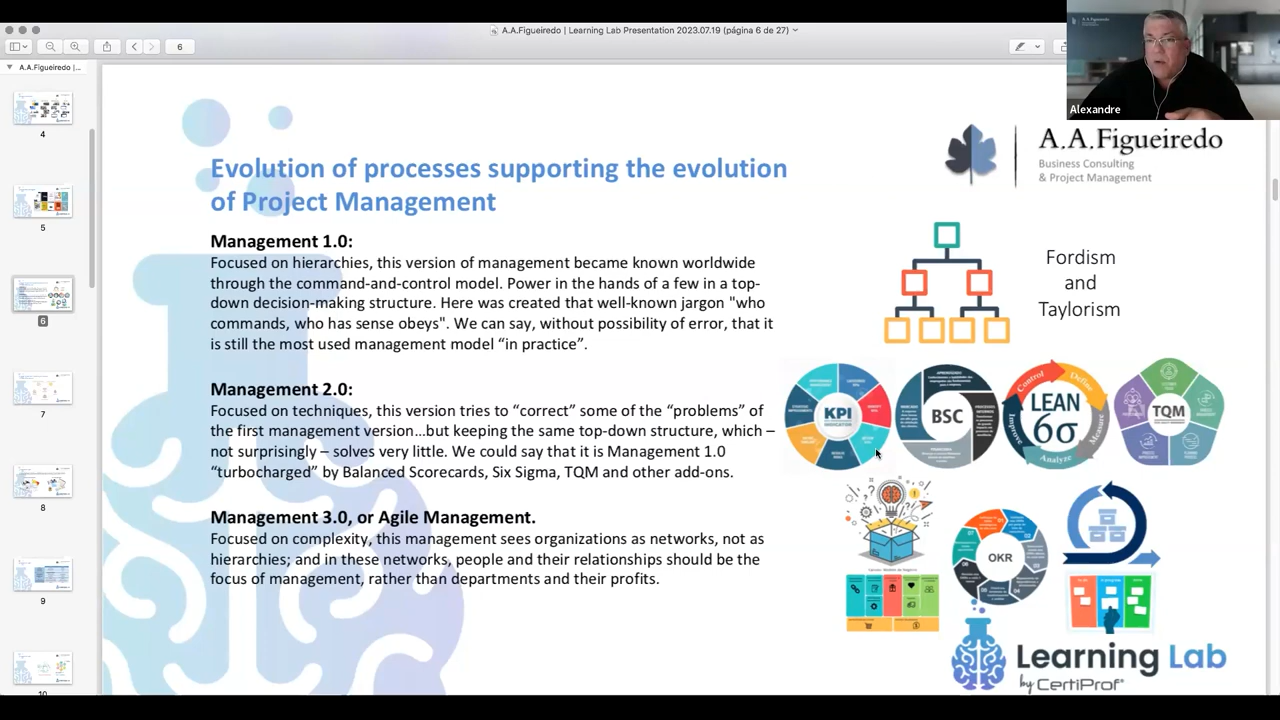 A.A.Figueiredo | Learning Lab Presentation 2023.07.19 (página 6 de 27)
6
A.A.Figueiredo |...
4
5
6
7
8
9
10
Alexandre
A.A.Figueiredo
Business Consulting
& Project Management
Evolution of processes supporting the evolution
of Project Management
Management 1.0:
Focused on hierarchies, this version of management became known worldwide
through the command-and-control model. Power in the hands of a few in a top-
down decision-making structure. Here was created that well-known jargon "who
commands, who has sense obeys". We can say, without possibility of error, that it
is still the most used management model “in practice”.
Fordism
and
Taylorism
Management 2.0:
Focused on techniques, this version tries to “correct” some of the “problems” of
the first management version…but keeping the same top-down structure, which –
not surprisingly – solves very little. We could say that it is Management 1.0
“turbocharged” by Balanced Scorecards, Six Sigma, TQM and other add-ons.
KPI
BSC
Control
Define
Measure
Analyze
Improve
LEAN
6σ
TQM
Management 3.0, or Agile Management.
Focused on complexity, this management sees organizations as networks, not as
hierarchies; and in these networks, people and their relationships should be the
focus of management, rather than departments and their profits.
OKR
Learning Lab
by CertiProf®